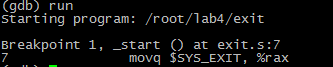 (gdb) run
Starting program: /root/lab4/exit

Breakpoint 1, _start () at exit.s:7
7               movq $SYS_EXIT, %rax